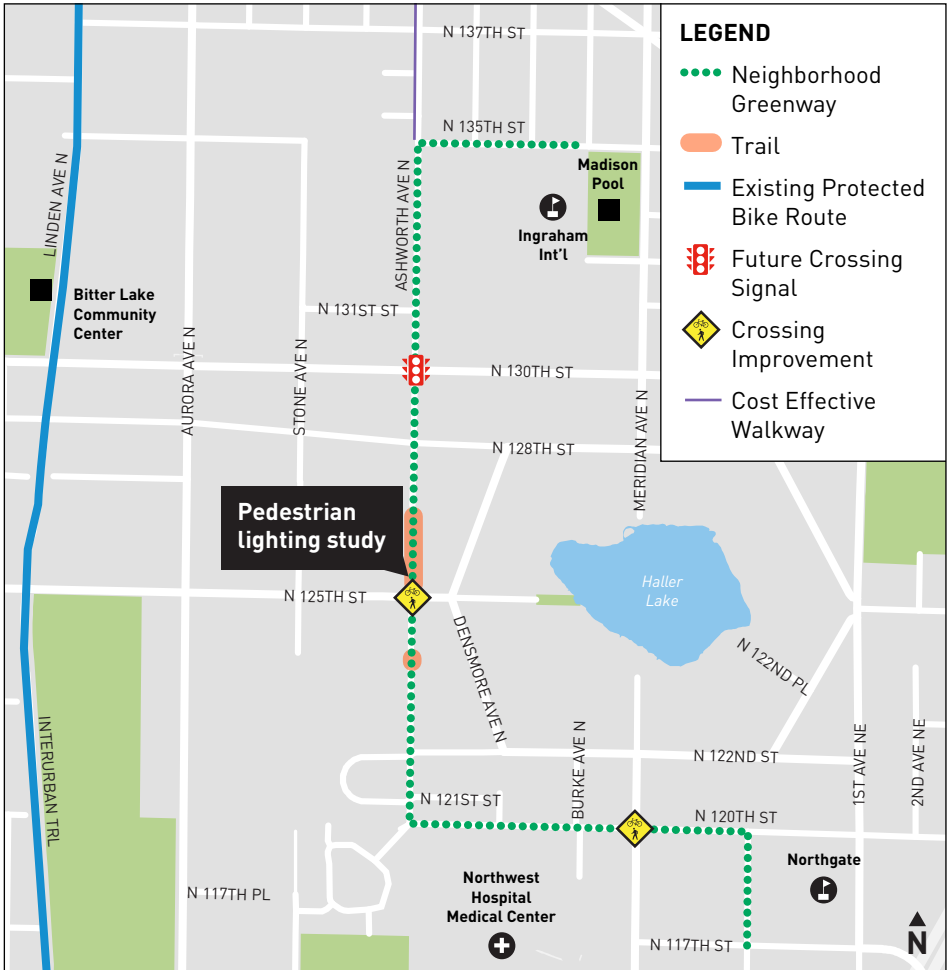 N 137TH ST
LEGEND
Neighborhood
Greenway
Trail
Existing Protected
Bike Route
Future Crossing
Signal
Crossing
Improvement
Cost Effective
Walkway
N 135TH ST
Madison
Pool
Ingraham
Int'l
LINDEN AVE N
ASHWORTH AVE N
Bitter Lake
Community
Center
N 131ST ST
AURORA AVE N
STONE AVE N
N 130TH ST
MERIDIAN AVE N
N 128TH ST
Pedestrian
lighting study
Haller
Lake
N 125TH ST
DENSMORE AVE N
N 122ND PL
INTERURBAN TRL
BURKE AVE N
N 122ND ST
1ST AVE NE
2ND AVE NE
N 121ST ST
N 120TH ST
Northgate
N 117TH PL
Northwest
Hospital
Medical Center
N 117TH ST
N